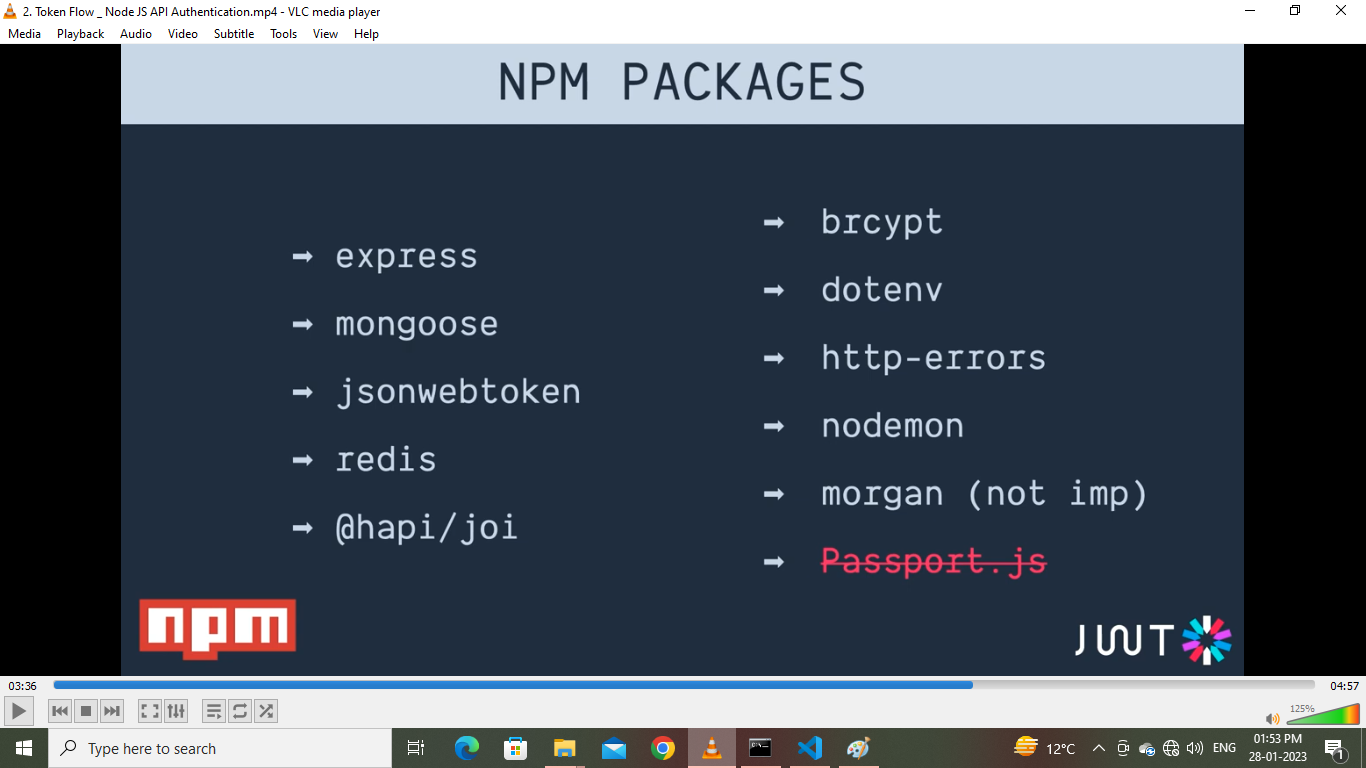 2. Token Flow _ Node JS API Authentication.mp4 - VLC media player
Media Playback Audio Video Subtitle Tools View Help
NPM PACKAGES
➡ express
➡ mongoose
➡ jsonwebtoken
➡ redis
➡ @hapi/joi
➡ brcypt
➡ dotenv
➡ http-errors
➡ nodemon
➡ morgan (not imp)
➡ Passport.js
npm
JWT
03:36
04:57
125%
Type here to search
12°C
ENG
01:53 PM
28-01-2023
1